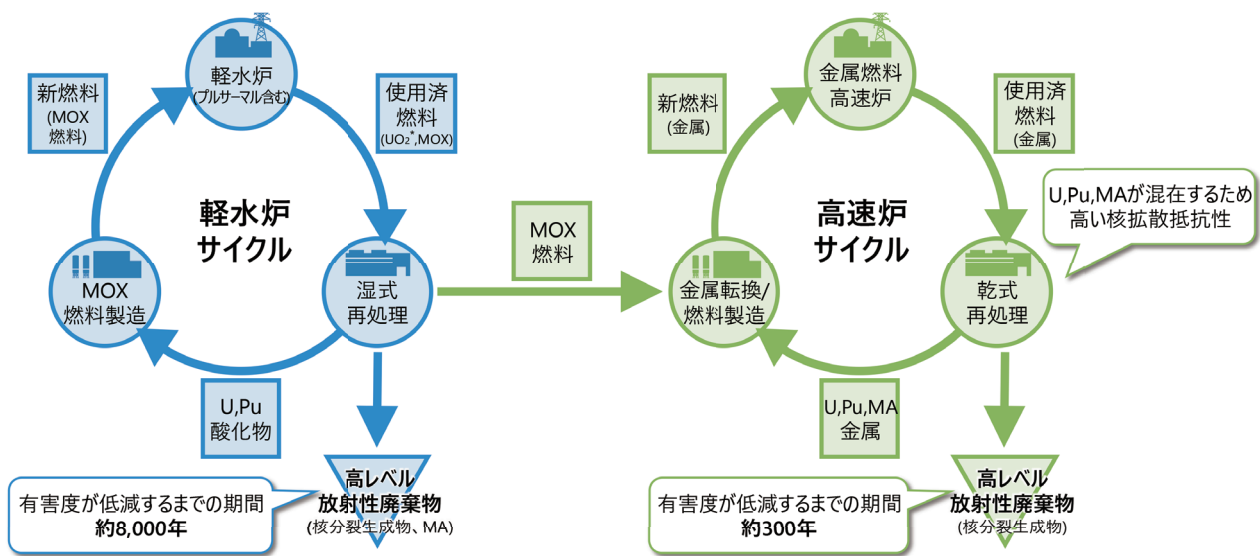 軽水炉
(プルサーマル含む)
新燃料
(MOX
燃料)
使用済
燃料
(UO₂*,MOX)
軽水炉
サイクル
MOX
燃料製造
湿式
再処理
U,Pu
酸化物
高レベル
放射性廃棄物
(核分裂生成物、MA)
有害度が低減するまでの期間
約8,000年
MOX
燃料
金属燃料
高速炉
新燃料
(金属)
使用済
燃料
(金属)
U,Pu,MAが混在するため
高い核拡散抵抗性
高速炉
サイクル
金属転換/
燃料製造
乾式
再処理
U,Pu,MA
金属
高レベル
放射性廃棄物
(核分裂生成物)
有害度が低減するまでの期間
約300年